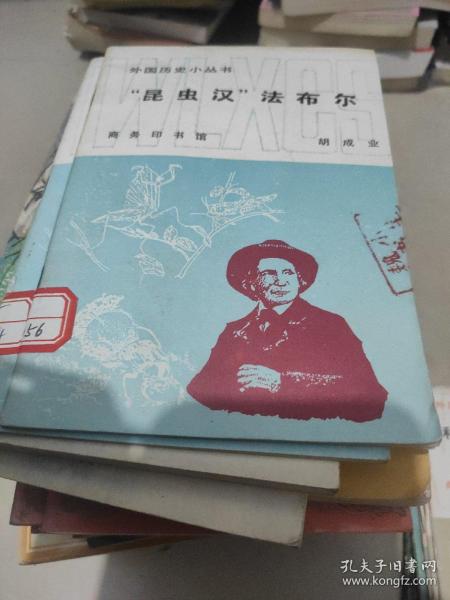 外国历史小丛书
"昆虫汉"法布尔
商务印书馆 胡成业
56
孔夫子旧书网
www.kongfz.com